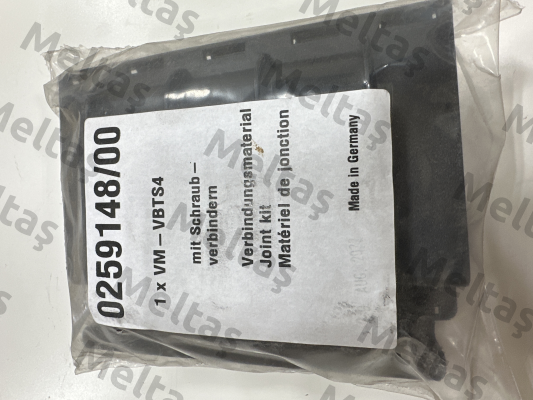 0259148/00
1 x VM – VBTS4
mit Schraub –
verbindern
Verbindungsmaterial
Joint kit
Matériel de jonction
Made in Germany
Meltaş